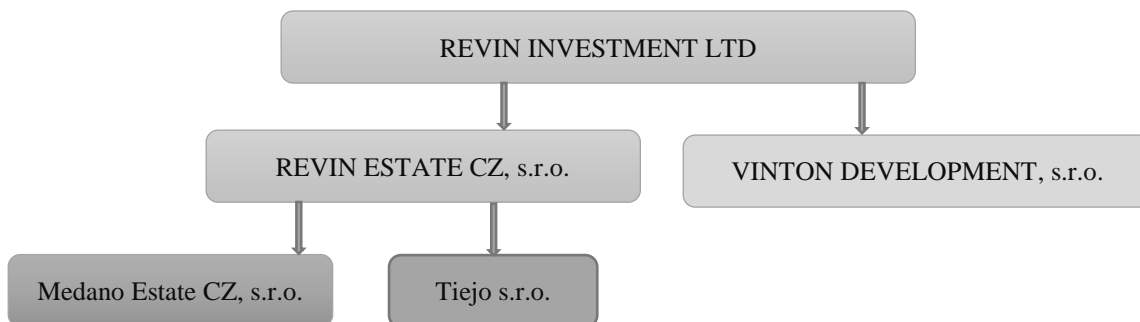 REVIN INVESTMENT LTD
REVIN ESTATE CZ, s.r.o.
VINTON DEVELOPMENT, s.r.o.
Medano Estate CZ, s.r.o.
Tiejo s.r.o.